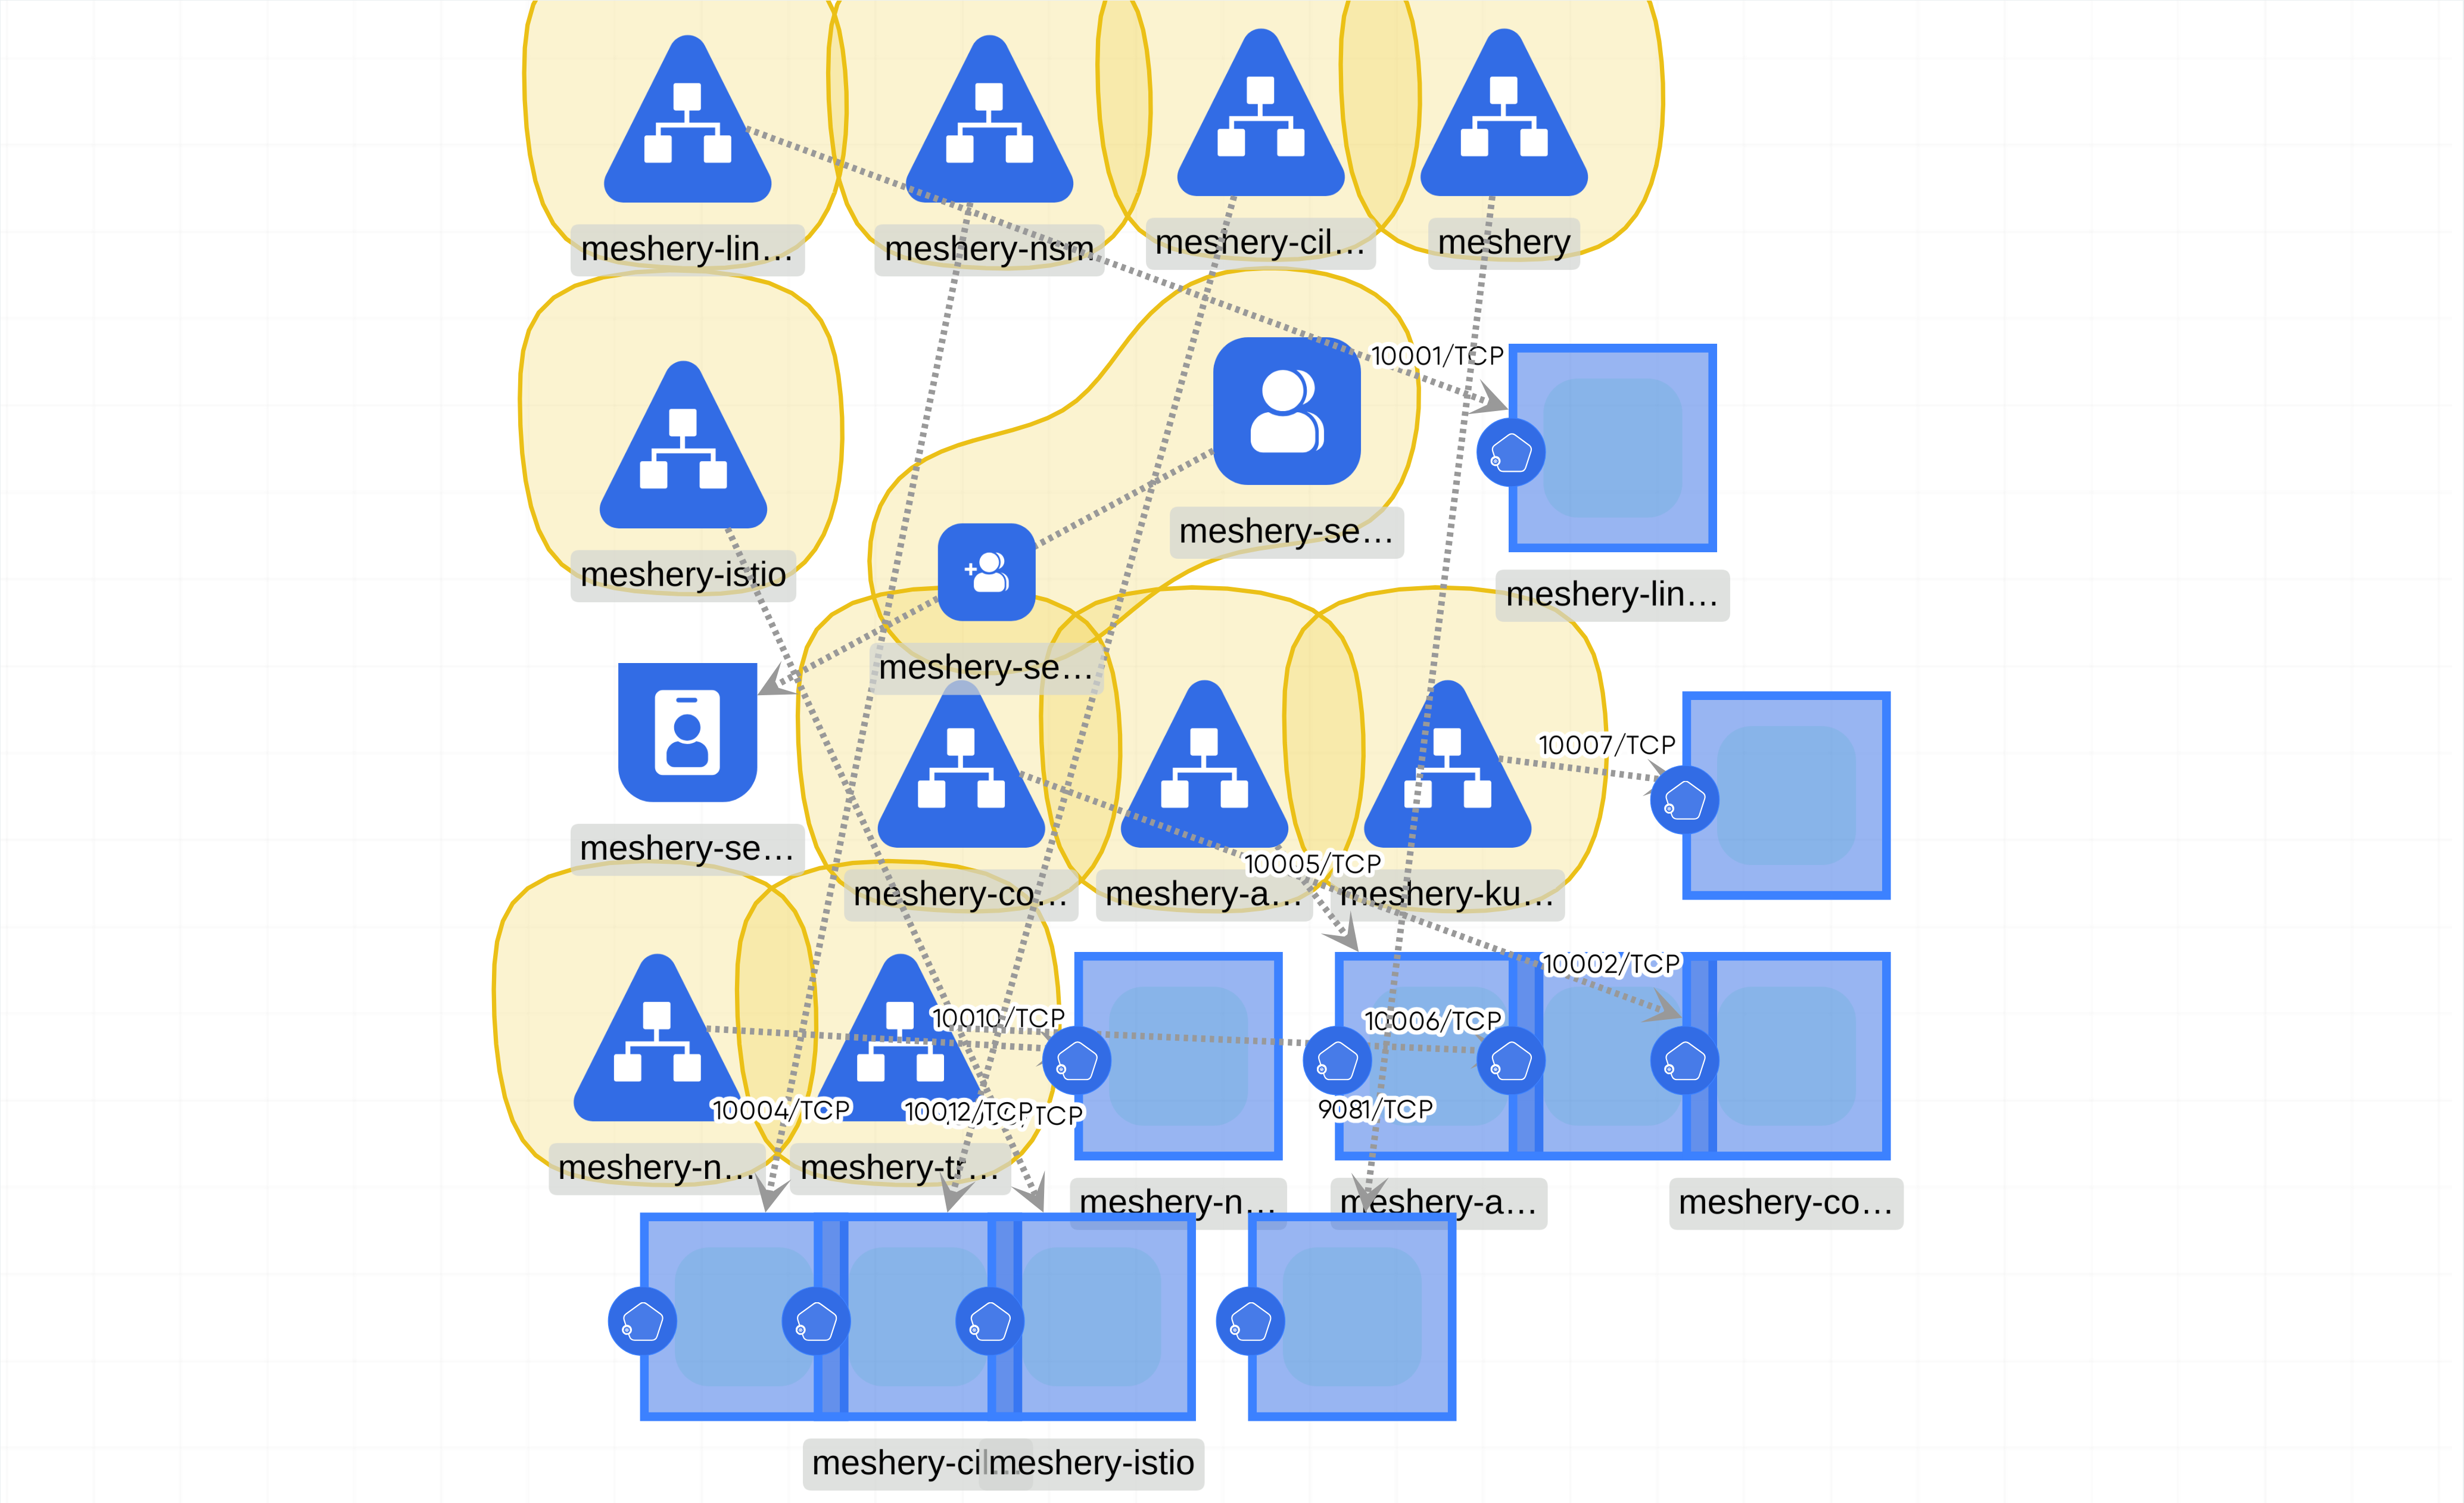 meshery-lin…
meshery-nsm
meshery-cil…
meshery
10001/TCP
meshery-se…
meshery-istio
meshery-lin…
meshery-se…
10007/TCP
meshery-se…
10005/TCP
meshery-co…
meshery-a…
meshery-ku…
10002/TCP
10010/TCP
10006/TCP
10004/TCP
10012/TCP
TCP
9081/TCP
meshery-n…
meshery-tr…
meshery-n…
meshery-a…
meshery-co…
meshery-cil…
meshery-istio